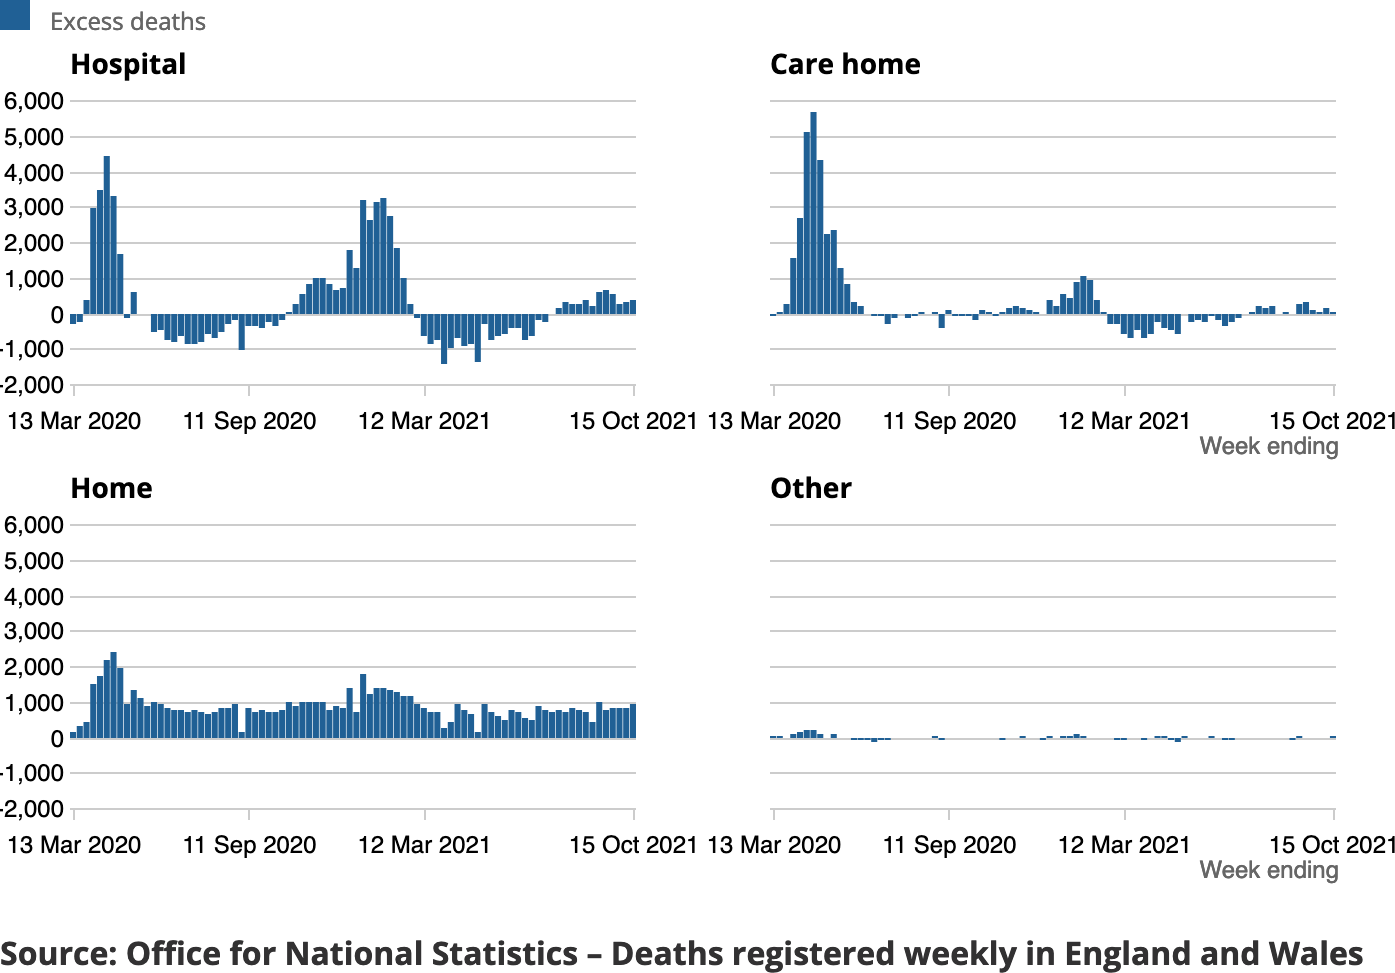 Excess deaths
Hospital
Care home
6,000
5,000
4,000
3,000
2,000
1,000
0
-1,000
-2,000
13 Mar 2020 11 Sep 2020 12 Mar 2021 15 Oct 2021
13 Mar 2020 11 Sep 2020 12 Mar 2021 15 Oct 2021
Week ending
Home
Other
6,000
5,000
4,000
3,000
2,000
1,000
0
-1,000
-2,000
13 Mar 2020 11 Sep 2020 12 Mar 2021 15 Oct 2021
13 Mar 2020 11 Sep 2020 12 Mar 2021 15 Oct 2021
Week ending
Source: Office for National Statistics – Deaths registered weekly in England and Wales